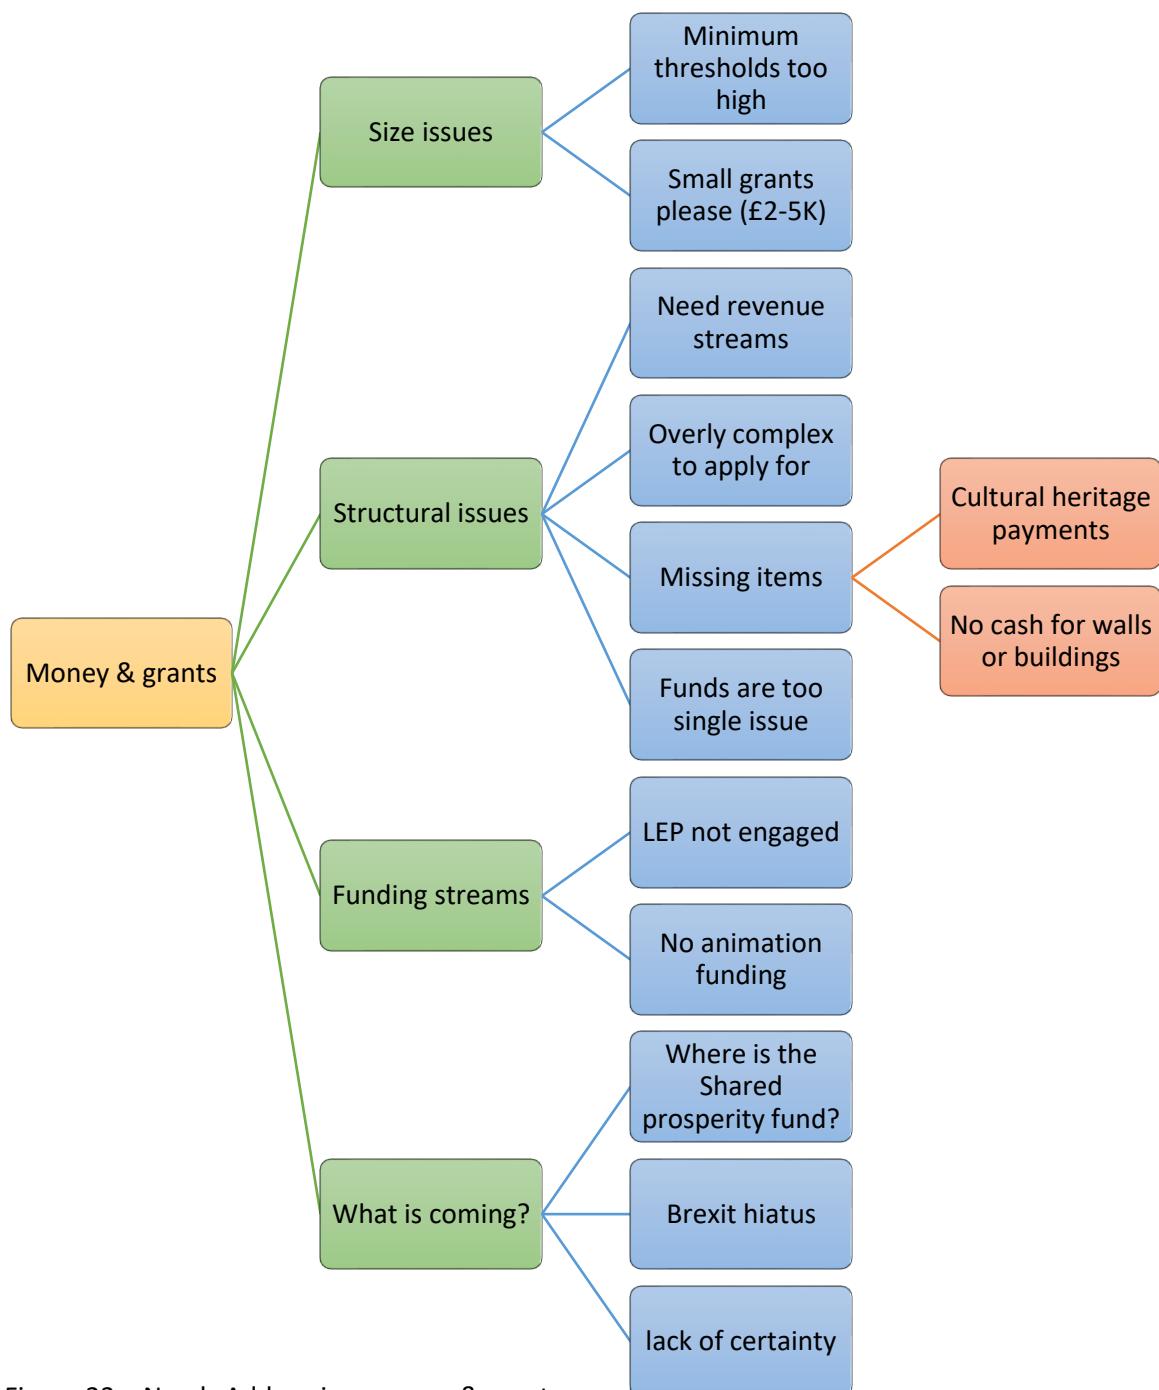 Minimum
thresholds too
high
Size issues
Small grants
please (£2-5K)
Need revenue
streams
Overly complex
to apply for
Structural issues
Cultural heritage
payments
Missing items
No cash for walls
or buildings
Money & grants
Funds are too
single issue
LEP not engaged
Funding streams
No animation
funding
Where is the
Shared
prosperity fund?
What is coming?
Brexit hiatus
lack of certainty